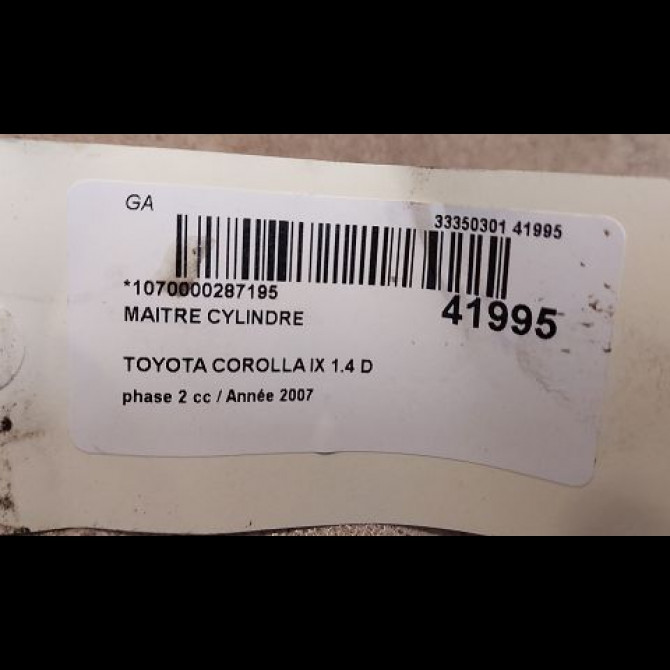 GA
33350301 41995
*1070000287195
41995
MAITRE CYLINDRE
TOYOTA COROLLA IX 1.4 D
phase 2 cc / Année 2007